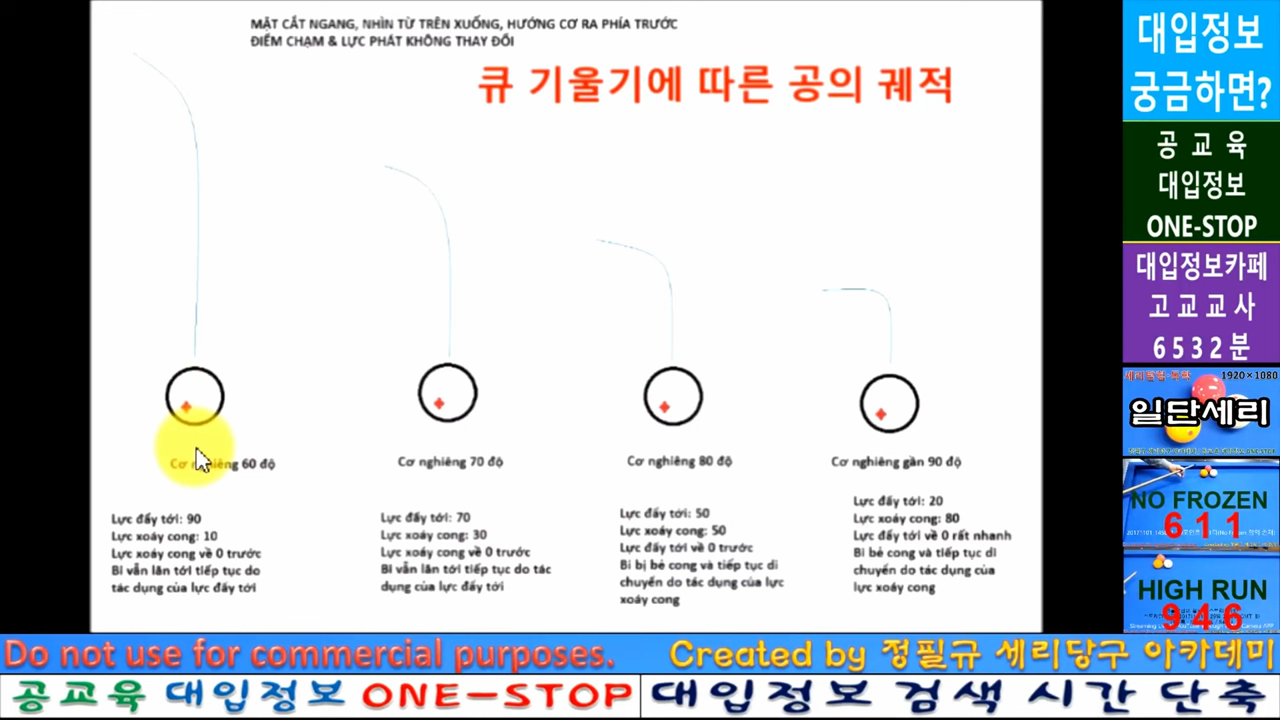 MẶT CẮT NGANG, NHÌN TỪ TRÊN XUỐNG, HƯỚNG CƠ RA PHÍA TRƯỚC
ĐIỂM CHẠM & LỰC PHÁT KHÔNG THAY ĐỔI
큐 기울기에 따른 공의 궤적
Cơ nghiêng 60 độ
Lực đẩy tới: 90
Lực xoáy cong: 10
Lực xoáy cong về 0 trước
Bi vẫn lăn tới tiếp tục do
tác dụng của lực đẩy tới
Cơ nghiêng 70 độ
Lực đẩy tới: 70
Lực xoáy cong: 30
Lực xoáy cong về 0 trước
Bi vẫn lăn tới tiếp tục do tác
dụng của lực đẩy tới
Cơ nghiêng 80 độ
Lực đẩy tới: 50
Lực xoáy cong: 50
Lực đẩy tới về 0 trước
Bi bị bẻ cong và tiếp tục di
chuyển do tác dụng của lực
xoáy cong
Cơ nghiêng gần 90 độ
Lực đẩy tới: 20
Lực xoáy cong: 80
Lực đẩy tới về 0 rất nhanh
Bi bẻ cong và tiếp tục di
chuyển do tác dụng của
lực xoáy cong
대입정보
궁금하면?
공 교 육
대입정보
ONE-STOP
대입정보카페
고 교 교 사
6 5 3 2 분
1920×1080
일단세리
NO FROZEN
6 1 1
HIGH RUN
9 4 6
Do not use for commercial purposes.
Created by 정필규 세리당구 아카데미
공교육 대입정보 ONE-STOP
대입정보 검색 시간 단축